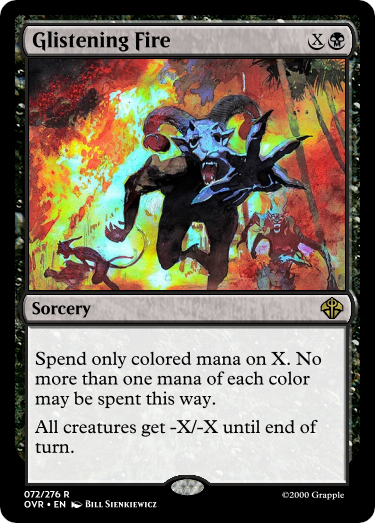 Glistening Fire X
Sorcery
Spend only colored mana on X. No
more than one mana of each color
may be spent this way.
All creatures get -X/-X until end of
turn.
072/276 R
OVR • EN Bill Sienkiewicz
©2000 Grapple